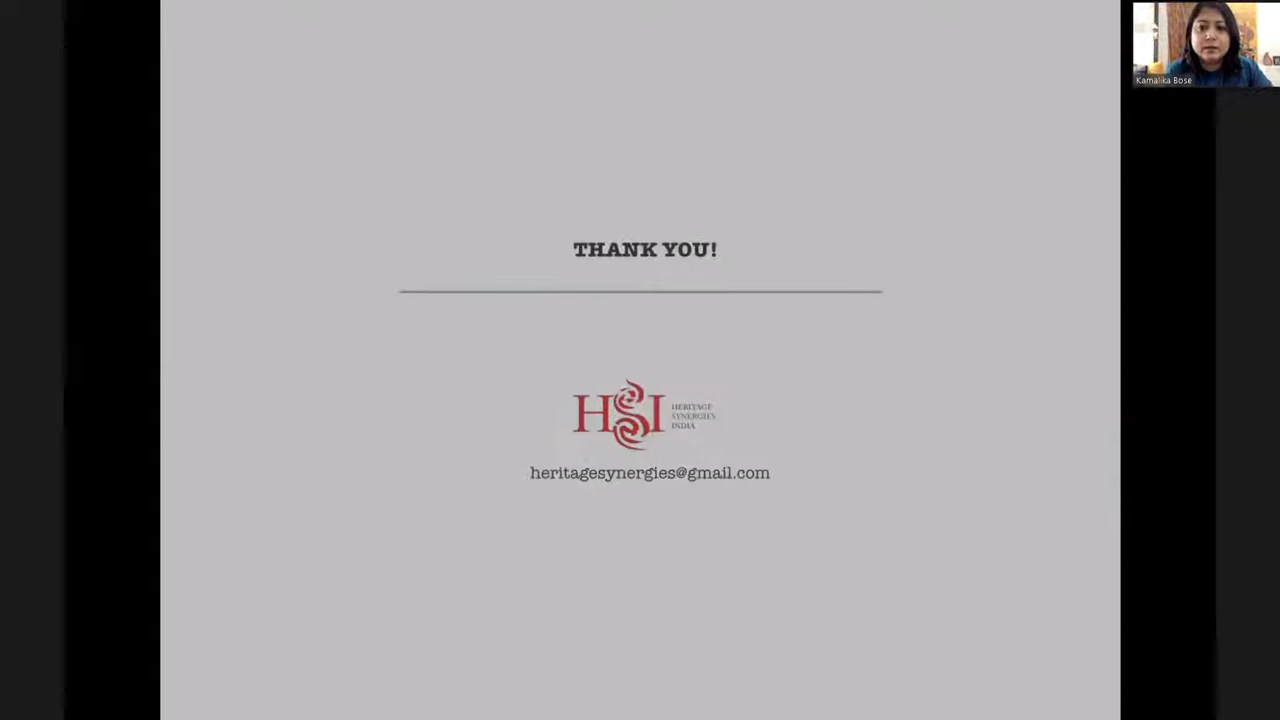 Kamalika Bose
THANK YOU!
HSI
HERITAGE
SYNERGIES
INDIA
heritagesynergies@gmail.com